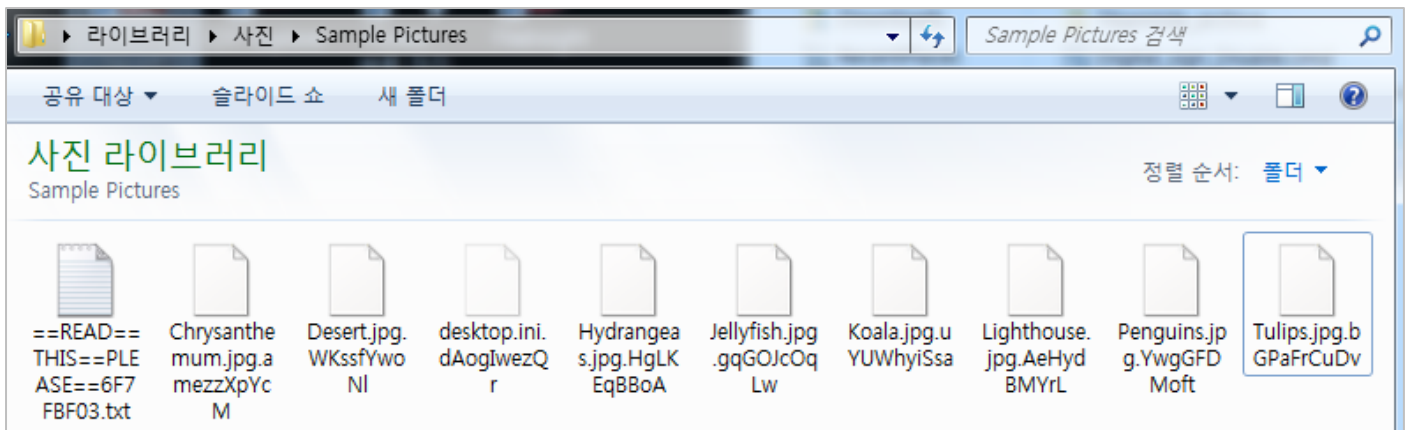 라이브러리 ▸ 사진 ▸ Sample Pictures
Sample Pictures 검색
공유 대상 슬라이드 쇼 새 폴더
사진 라이브러리
Sample Pictures
정렬 순서: 폴더
==READ==
THIS==PLE
ASE==6F7
FBF03.txt
Chrysanthe
mum.jpg.a
mezzXpYc
M
Desert.jpg.
WKssfYwo
Nl
desktop.ini.
dAogIwezQ
r
Hydrangea
s.jpg.HgLK
EqBBoA
Jellyfish.jpg
.gqGOJcOq
Lw
Koala.jpg.u
YUWhyiSsa
Lighthouse.
jpg.AeHyd
BMYrL
Penguins.jp
g.YwgGFD
Moft
Tulips.jpg.b
GPaFrCuDv